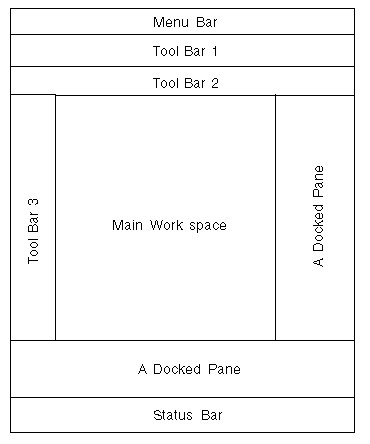 Menu Bar
Tool Bar 1
Tool Bar 2
Tool Bar 3
Main Work space
A Docked Pane
A Docked Pane
Status Bar